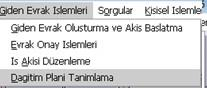 Giden Evrak Islemleri Sorgular Kisisel Isleme
Giden Evrak Olusturma ve Akis Baslatma
Evrak Onay Islemleri
Is Akisi Düzenleme
Dagitim Plani Tanimlama